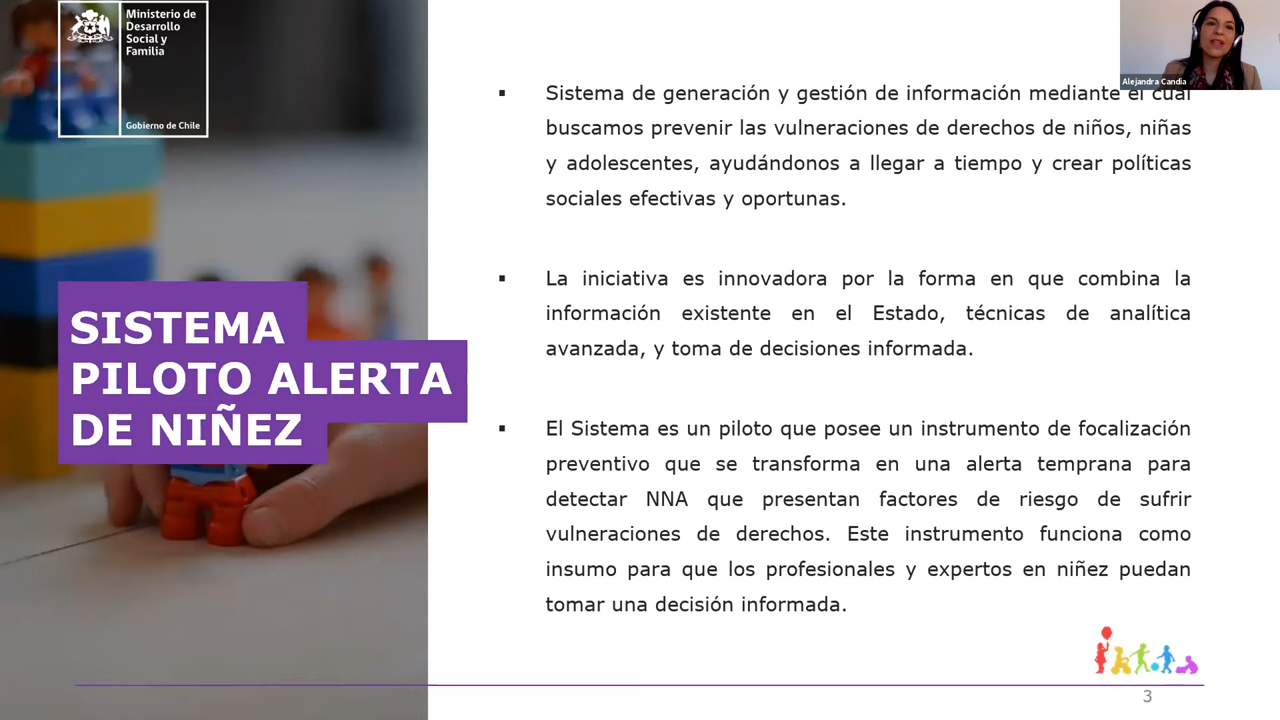 Ministerio de
Desarrollo
Social y
Familia
Gobierno de Chile
SISTEMA
PILOTO ALERTA
DE NIÑEZ
Alejandra Candia
▪ Sistema de generación y gestión de información mediante el cual
buscamos prevenir las vulneraciones de derechos de niños, niñas
y adolescentes, ayudándonos a llegar a tiempo y crear políticas
sociales efectivas y oportunas.
▪ La iniciativa es innovadora por la forma en que combina la
información existente en el Estado, técnicas de analítica
avanzada, y toma de decisiones informada.
▪ El Sistema es un piloto que posee un instrumento de focalización
preventivo que se transforma en una alerta temprana para
detectar NNA que presentan factores de riesgo de sufrir
vulneraciones de derechos. Este instrumento funciona como
insumo para que los profesionales y expertos en niñez puedan
tomar una decisión informada.
3